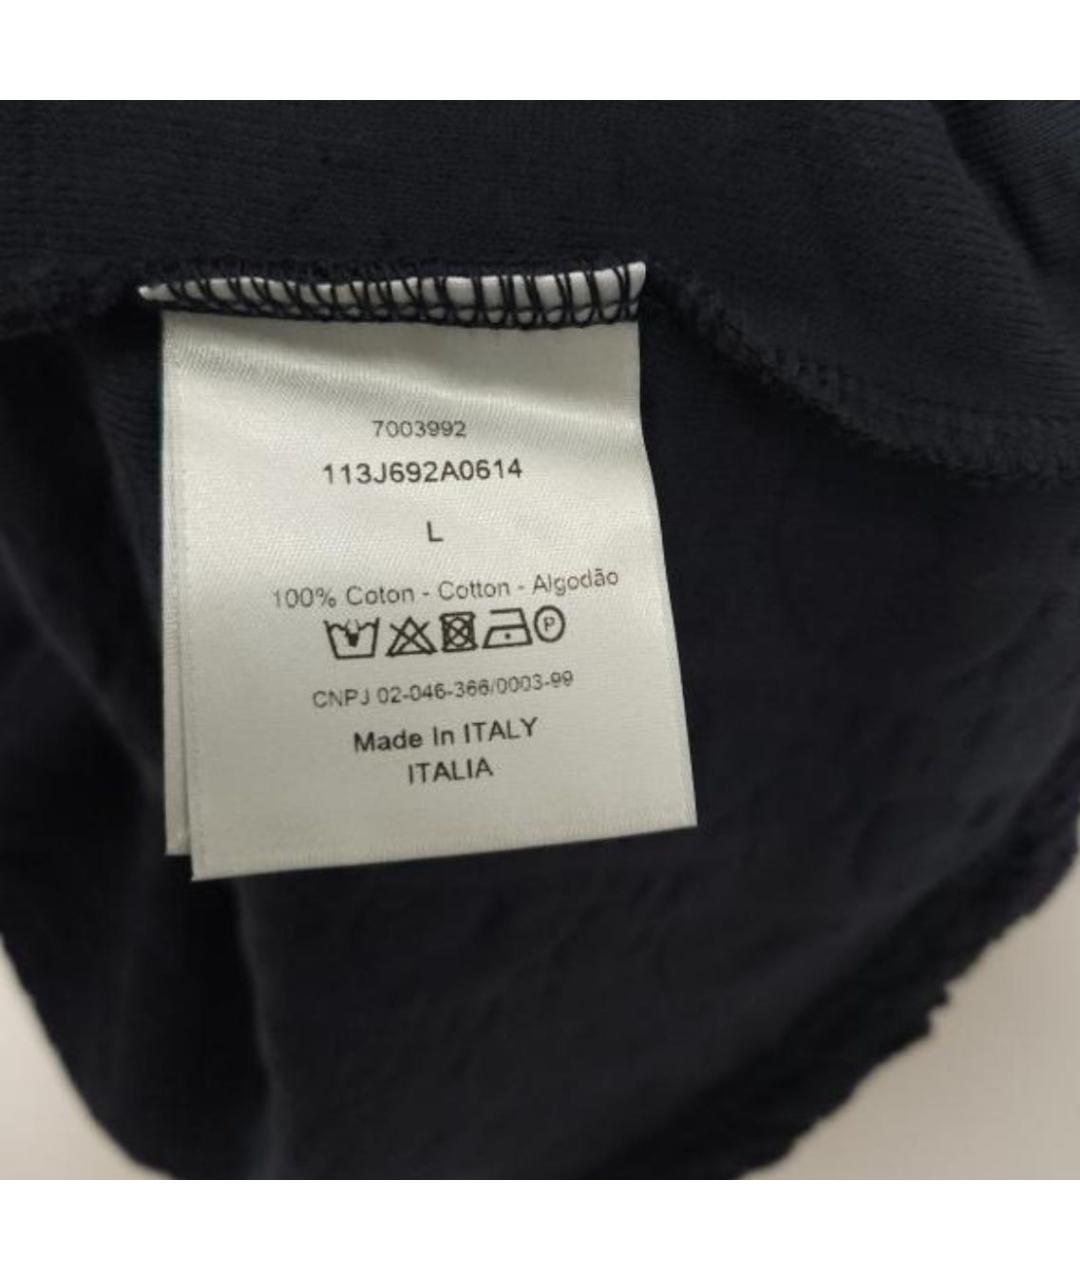 7003992
113J692A0614
L
100% Coton - Cotton - Algodão
P
CNPJ 02-046-366/0003-99
Made In ITALY
ITALIA